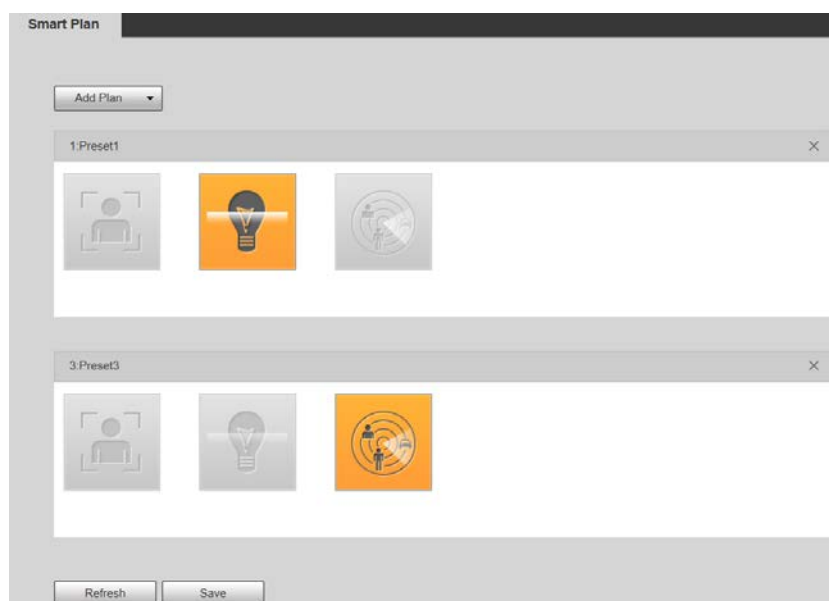 Smart Plan
Add Plan
1:Preset1
3:Preset3
Refresh Save